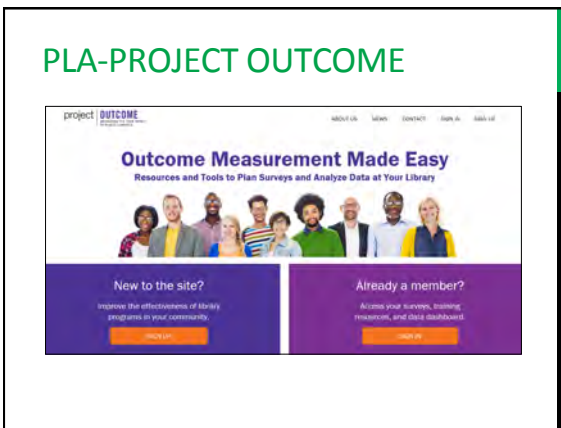 PLA-PROJECT OUTCOME
project OUTCOME
ABOUT US NEWS CONTACT SIGN IN SIGN UP
Outcome Measurement Made Easy
Resources and Tools to Plan Surveys and Analyze Data at Your Library
New to the site?
Improve the effectiveness of library
programs in your community.
SIGN UP
Already a member?
Access your surveys, training
resources, and data dashboard.
SIGN IN